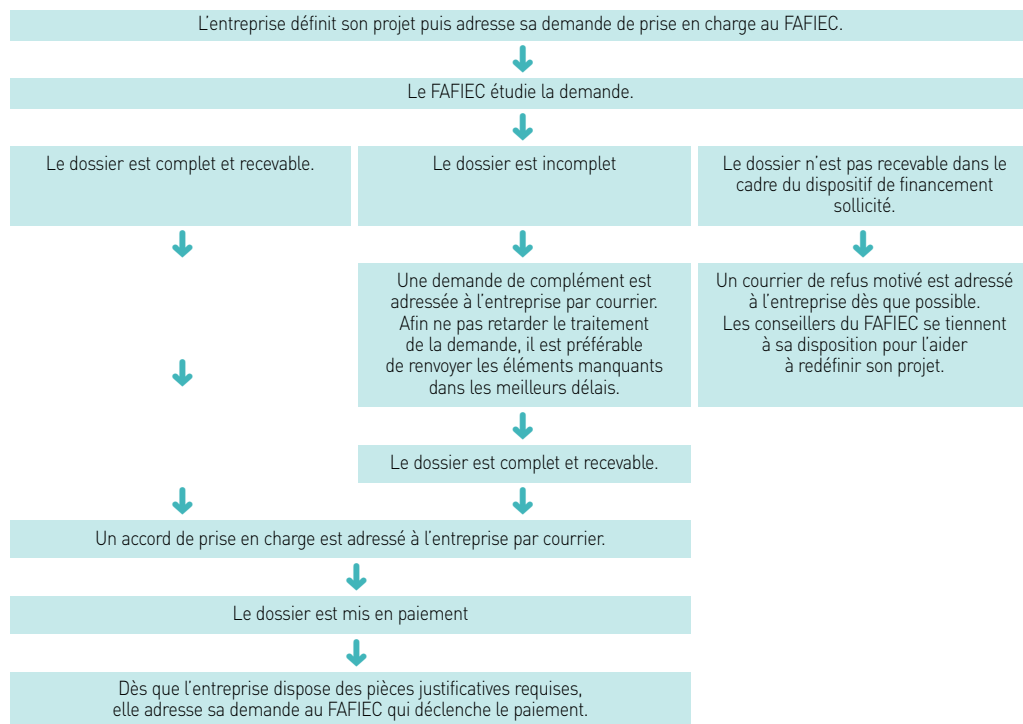 L'entreprise définit son projet puis adresse sa demande de prise en charge au FAFIEC.
Le FAFIEC étudie la demande.
Le dossier est complet et recevable.
Le dossier est incomplet
Le dossier n'est pas recevable dans le
cadre du dispositif de financement
sollicité.
Une demande de complément est
adressée à l'entreprise par courrier.
Afin ne pas retarder le traitement
de la demande, il est préférable
de renvoyer les éléments manquants
dans les meilleurs délais.
Un courrier de refus motivé est adressé
à l'entreprise dès que possible.
Les conseillers du FAFIEC se tiennent
à sa disposition pour l'aider
à redéfinir son projet.
Le dossier est complet et recevable.
Un accord de prise en charge est adressé à l'entreprise par courrier.
Le dossier est mis en paiement
Dès que l'entreprise dispose des pièces justificatives requises,
elle adresse sa demande au FAFIEC qui déclenche le paiement.